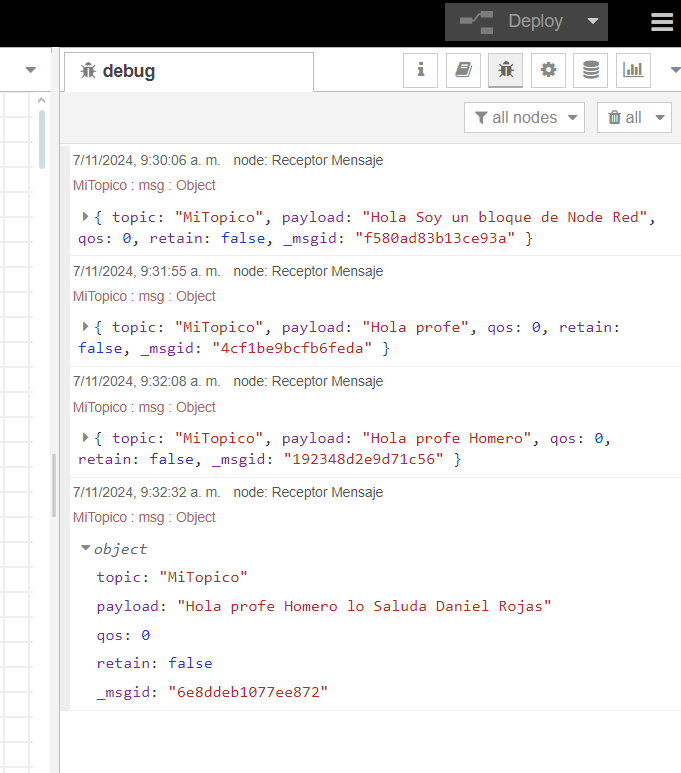 Deploy
debug
all nodes
all
7/11/2024, 9:30:06 a. m. node: Receptor Mensaje
MiTopico : msg : Object
{ topic: "MiTopico", payload: "Hola Soy un bloque de Node Red",
qos: 0, retain: false, _msgid: "f580ad83b13ce93a" }
7/11/2024, 9:31:55 a. m. node: Receptor Mensaje
MiTopico : msg : Object
{ topic: "MiTopico", payload: "Hola profe", qos: 0, retain:
false, _msgid: "4cf1be9bcfb6feda" }
7/11/2024, 9:32:08 a. m. node: Receptor Mensaje
MiTopico : msg : Object
{ topic: "MiTopico", payload: "Hola profe Homero", qos: 0,
retain: false, _msgid: "192348d2e9d71c56" }
7/11/2024, 9:32:32 a. m. node: Receptor Mensaje
MiTopico : msg : Object
object
topic: "MiTopico"
payload: "Hola profe Homero lo Saluda Daniel Rojas"
qos: 0
retain: false
_msgid: "6e8ddeb1077ee872"